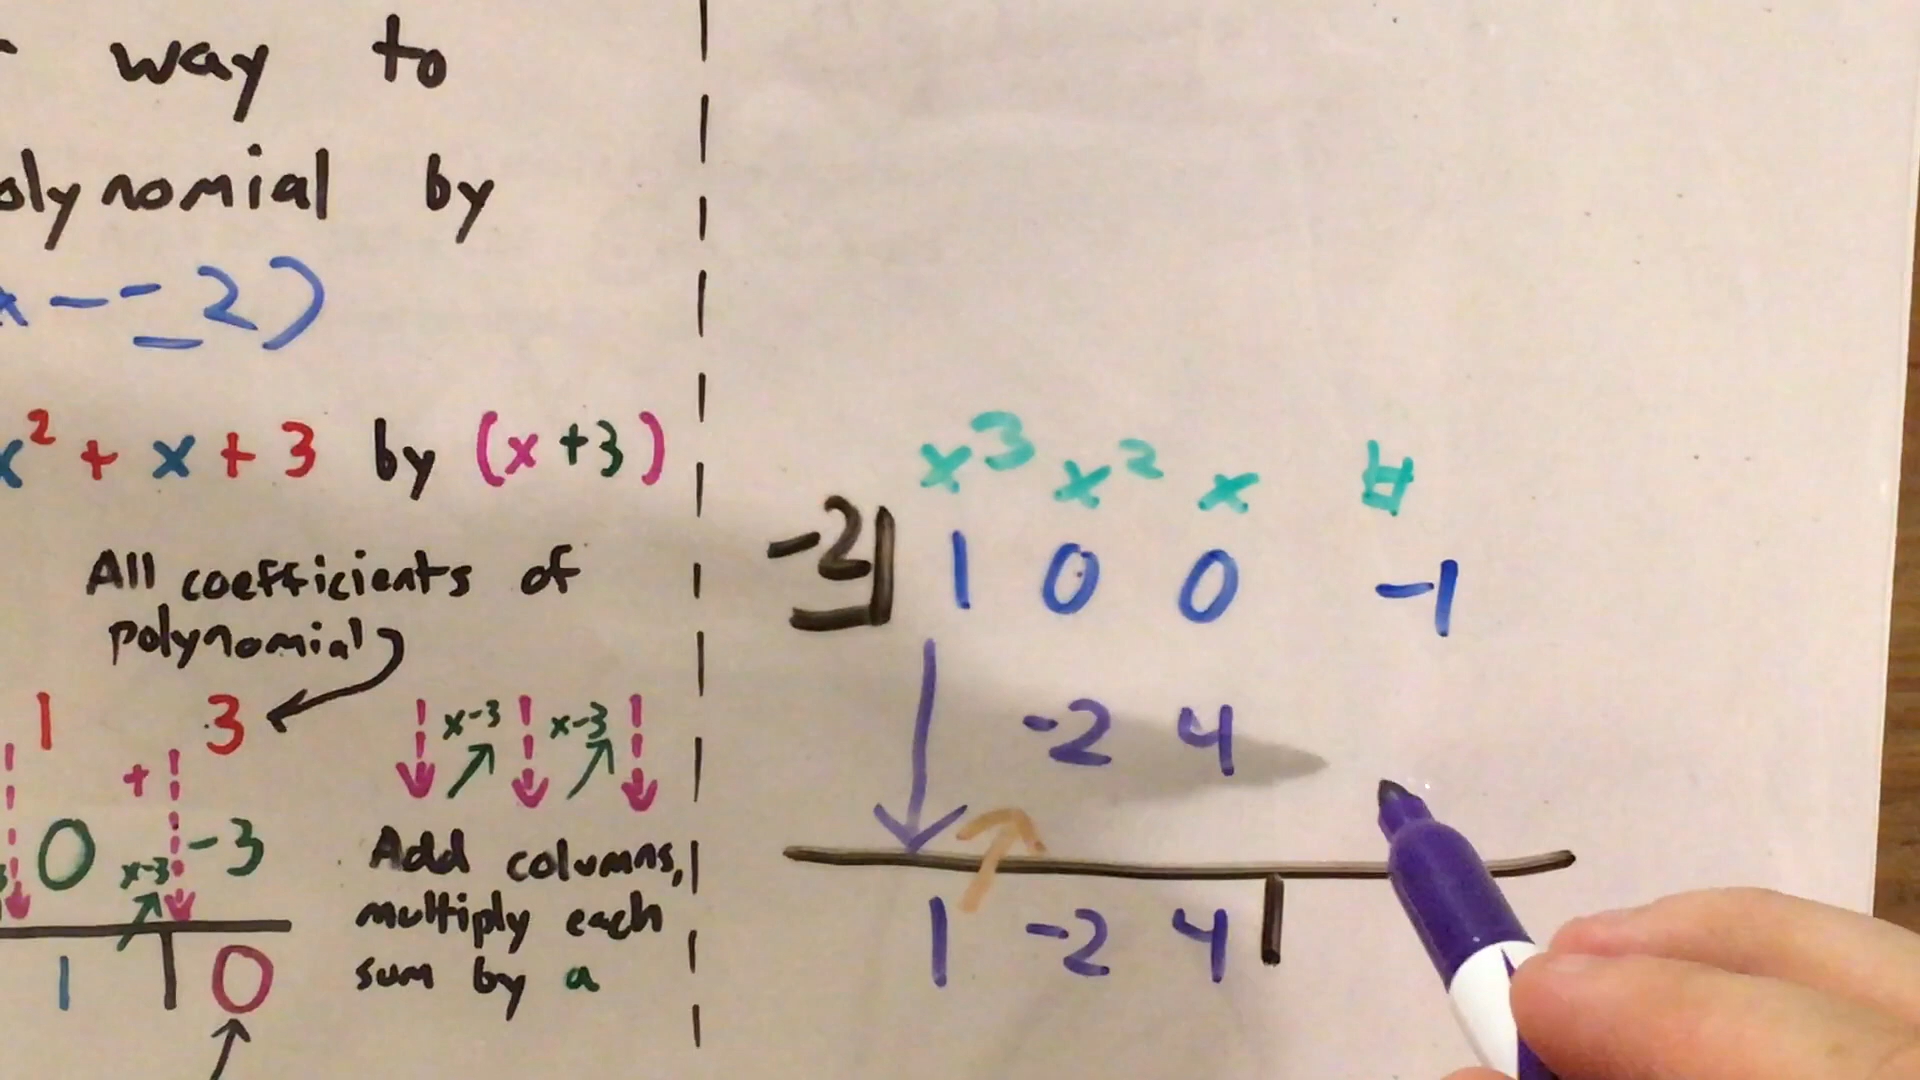 way to
olynomial by
x - -2)
x² + x + 3 by (x +3)
All coefficients of
polynomial
1 3
+
0 x-3 -3
1 0
x-3 x-3
Add columns,
multiply each
sum by a
x³ x² x #
-2 1 0 0 -1
-2 4
1 -2 4